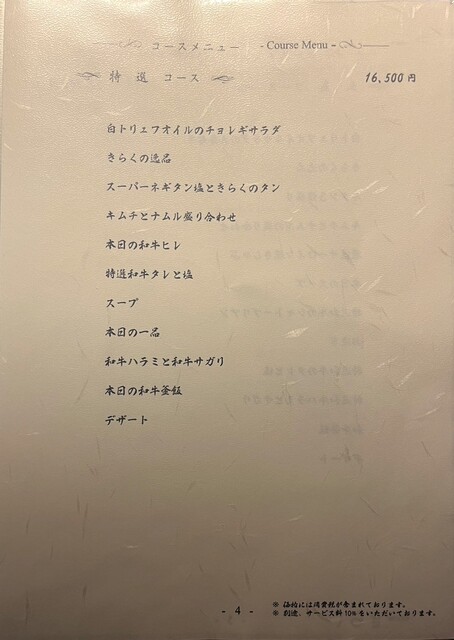 コースメニュー - Course Menu -
特選 コース 16,500円
白トリュフオイルのチョレギサラダ
きらくの逸品
スーパーネギタン塩ときらくのタン
キムチとナムル盛り合わせ
本日の和牛ヒレ
特選和牛タレと塩
スープ
本日の一品
和牛ハラミと和牛サガリ
本日の和牛釜飯
デザート
※ 価格には消費税が含まれております。
※ 別途、サービス料10%をいただいております。
- 4 -